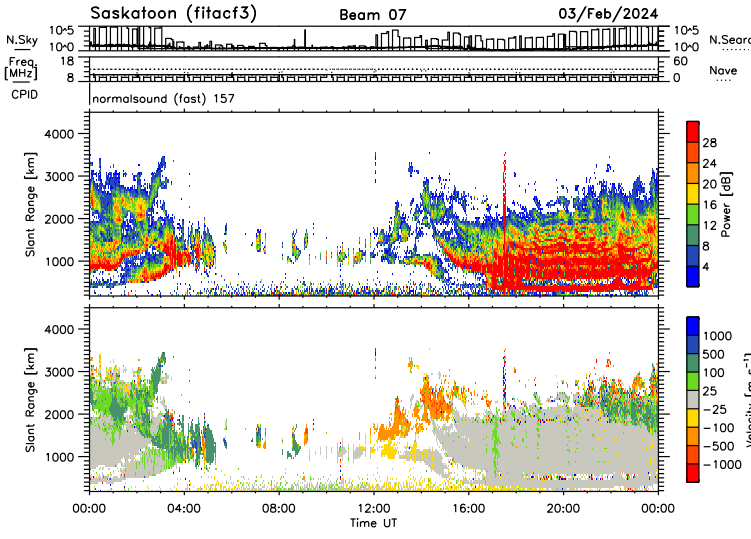 Saskatoon (fitacf3) Beam 07 03/Feb/2024
N.Sky 10^5 10^5 N.Sear
10^0 10^0
Freq. 18 60
[MHz] 8 0 Nave
CPID normalsound (fast) 157
Slant Range [km]
4000
3000
2000
1000
Power [dB]
28
24
20
16
12
8
4
Slant Range [km]
4000
3000
2000
1000
Velocity [m s^-1]
1000
500
100
25
-25
-100
-500
-1000
00:00 04:00 08:00 12:00 16:00 20:00 00:00
Time UT